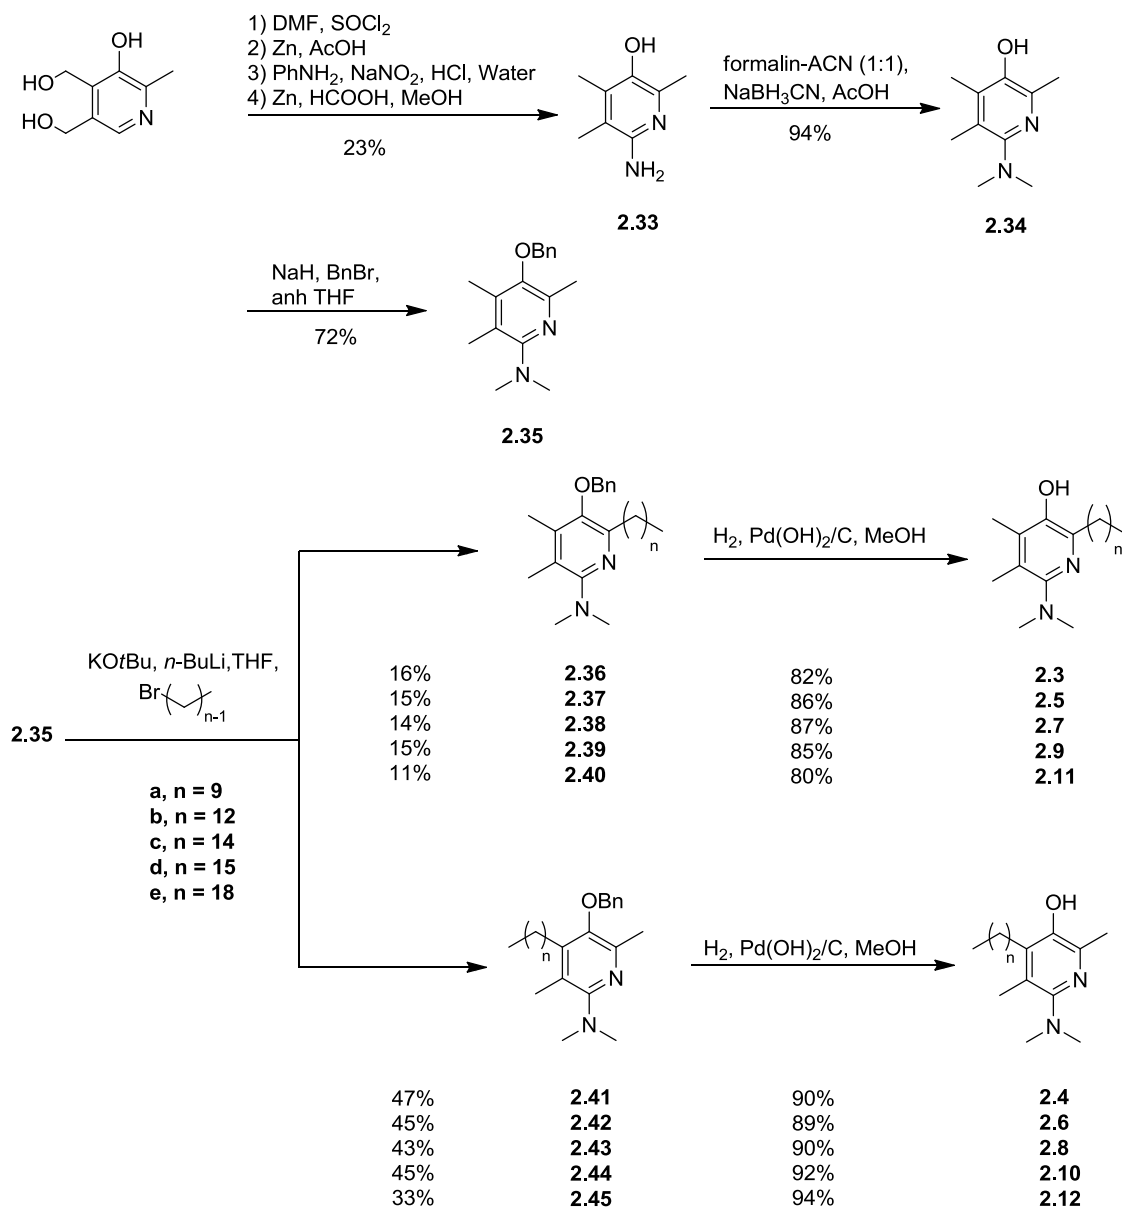 1) DMF, SOCl2
2) Zn, AcOH
3) PhNH2, NaNO2, HCl, Water
4) Zn, HCOOH, MeOH
23%
OH
HO
HO
N
OH
N
NH2
2.33
formalin-ACN (1:1),
NaBH3CN, AcOH
94%
OH
N
N
2.34
NaH, BnBr,
anh THF
72%
OBn
N
N
2.35
2.35
KOtBu, n-BuLi,THF,
Br( )n-1
a, n = 9
b, n = 12
c, n = 14
d, n = 15
e, n = 18
OBn
( )n
N
N
H2, Pd(OH)2/C, MeOH
OH
( )n
N
N
16% 2.36 82% 2.3
15% 2.37 86% 2.5
14% 2.38 87% 2.7
15% 2.39 85% 2.9
11% 2.40 80% 2.11
OBn
( )n
N
N
H2, Pd(OH)2/C, MeOH
OH
( )n
N
N
47% 2.41 90% 2.4
45% 2.42 89% 2.6
43% 2.43 90% 2.8
45% 2.44 92% 2.10
33% 2.45 94% 2.12